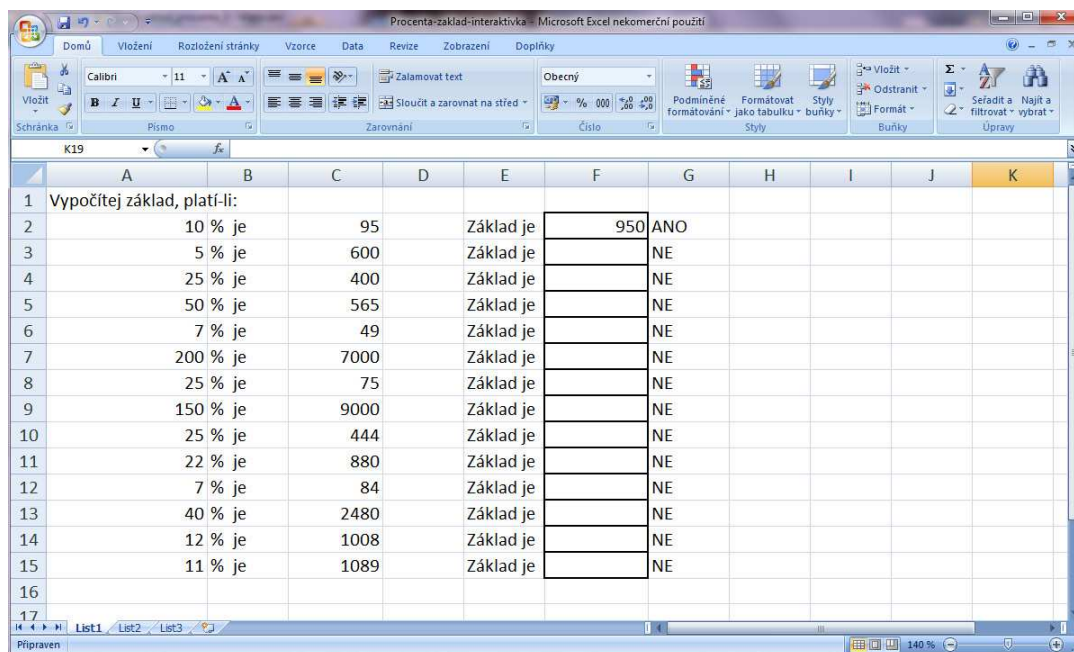 Procenta-zaklad-interaktivka - Microsoft Excel nekomerční použití
Domů Vložení Rozložení stránky Vzorce Data Revize Zobrazení Doplňky
Vložit
Schránka
Calibri 11
B I U
Písmo
Zalamovat text
Sloučit a zarovnat na střed
Zarovnání
Obecný
% 000
Číslo
Podmíněné formátování
Formátovat jako tabulku
Styly buňky
Styly
Vložit
Odstranit
Formát
Buňky
Σ
Seřadit a filtrovat
Najít a vybrat
Úpravy
K19 fx
A B C D E F G H I J K
1 Vypočítej základ, platí-li:
2 10 % je 95 Základ je 950 ANO
3 5 % je 600 Základ je NE
4 25 % je 400 Základ je NE
5 50 % je 565 Základ je NE
6 7 % je 49 Základ je NE
7 200 % je 7000 Základ je NE
8 25 % je 75 Základ je NE
9 150 % je 9000 Základ je NE
10 25 % je 444 Základ je NE
11 22 % je 880 Základ je NE
12 7 % je 84 Základ je NE
13 40 % je 2480 Základ je NE
14 12 % je 1008 Základ je NE
15 11 % je 1089 Základ je NE
16
17
List1 List2 List3
Připraven 140 %